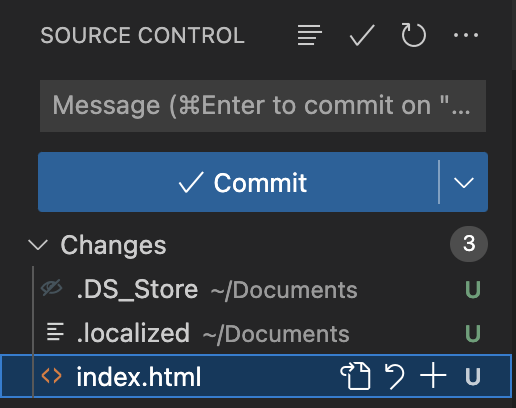 SOURCE CONTROL
Message (⌘Enter to commit on "...
Commit
Changes 3
.DS_Store ~/Documents U
.localized ~/Documents U
index.html U